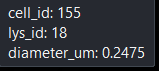 cell_id: 155
lys_id: 18
diameter_um: 0.2475